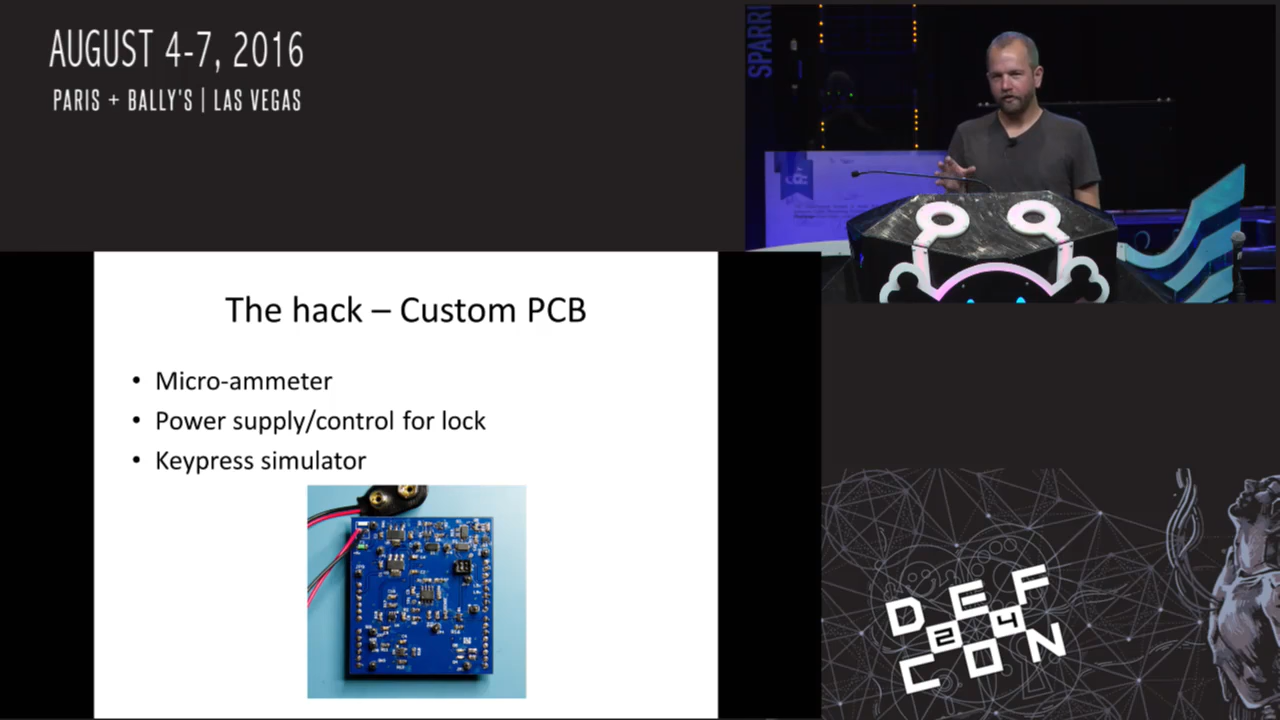 AUGUST 4-7, 2016
PARIS + BALLY'S | LAS VEGAS
SPARRI
The hack – Custom PCB
• Micro-ammeter
• Power supply/control for lock
• Keypress simulator
DEF
24
CON